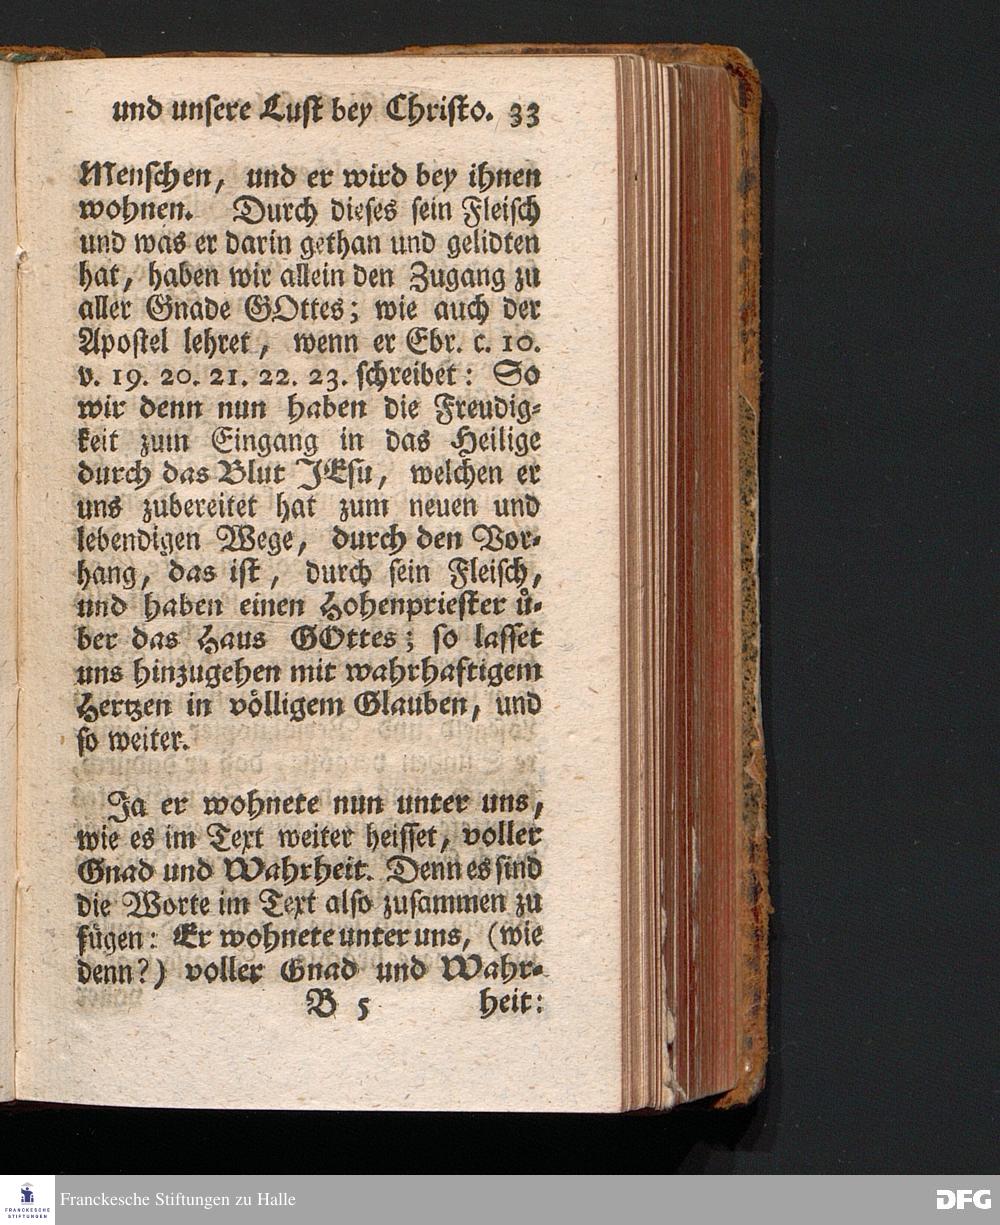 und unsere Lust bey Christo. 33
Menschen, und er wird bey ihnen
wohnen. Durch dieses sein Fleisch
und was er darin gethan und gelidten
hat, haben wir allein den Zugang zu
aller Gnade GOttes; wie auch der
Apostel lehret, wenn er Ebr. c. 10.
v. 19. 20. 21. 22. 23. schreibet: So
wir denn nun haben die Freudig-
keit zum Eingang in das Heilige
durch das Blut JEsu, welchen er
uns zubereitet hat zum neuen und
lebendigen Wege, durch den Vor-
hang, das ist, durch sein Fleisch,
und haben einen Hohenpriester ü-
ber das Haus GOttes; so lasset
uns hinzugehen mit wahrhaftigem
Hertzen in völligem Glauben, und
so weiter.
Ja er wohnete nun unter uns,
wie es im Text weiter heisset, voller
Gnad und Wahrheit. Denn es sind
die Worte im Text also zusammen zu
fügen: Er wohnete unter uns, (wie
denn?) voller Gnad und Wahr-
B 5 heit:
FRANCKESCHE STIFTUNGEN
Franckesche Stiftungen zu Halle
DFG